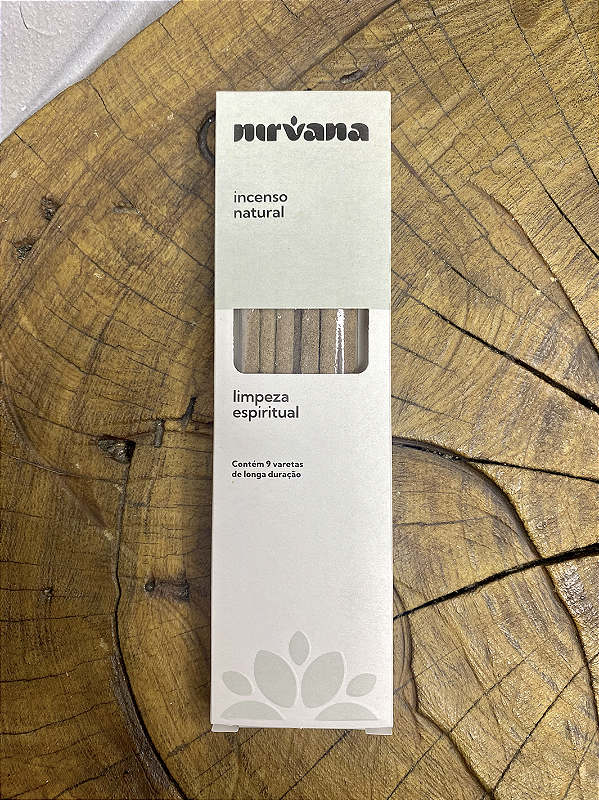 nirvana
incenso
natural
limpeza
espiritual
Contém 9 varetas
de longa duração